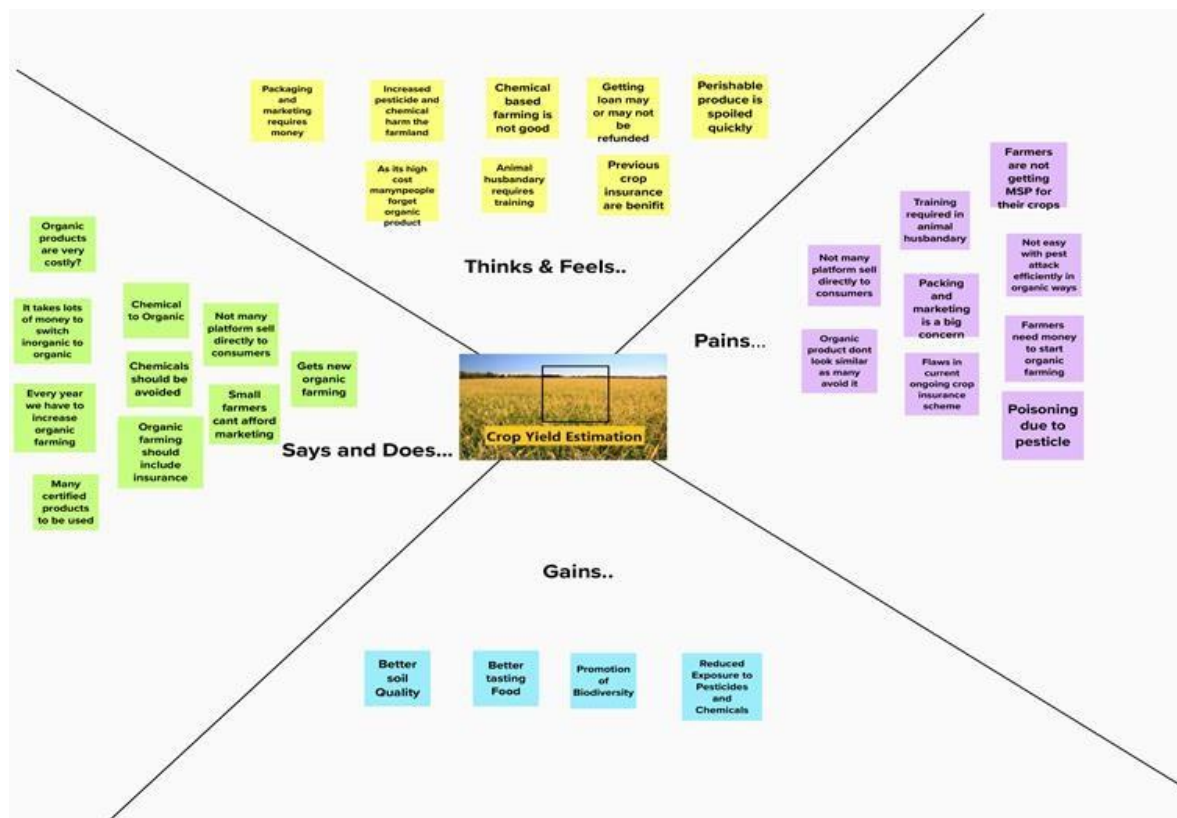 Packaging
and
marketing
requires
money
Increased
pesticide and
chemical
harm the
farmland
Chemical
based
farming is
not good
Getting
loan may
or may not
be
refunded
Perishable
produce is
spoiled
quickly
As its high
cost
manynpeople
forget
organic
product
Animal
husbandary
requires
training
Previous
crop
insurance
are benifit
Thinks & Feels..
Organic
products
are very
costly?
It takes lots
of money to
switch
inorganic to
organic
Chemical
to Organic
Not many
platform sell
directly to
consumers
Chemicals
should be
avoided
Gets new
organic
farming
Every year
we have to
increase
organic
farming
Small
farmers
cant afford
marketing
Organic
farming
should
include
insurance
Many
certified
products
to be used
Says and Does...
Crop Yield Estimation
Pains...
Farmers
are not
getting
MSP for
their crops
Training
required in
animal
husbandary
Not many
platform sell
directly to
consumers
Not easy
with pest
attack
efficiently in
organic ways
Packing
and
marketing
is a big
concern
Organic
product dont
look similar
as many
avoid it
Farmers
need money
to start
organic
farming
Flaws in
current
ongoing crop
insurance
scheme
Poisoning
due to
pesticle
Gains..
Better
soil
Quality
Better
tasting
Food
Promotion
of
Biodiversity
Reduced
Exposure to
Pesticides
and
Chemicals